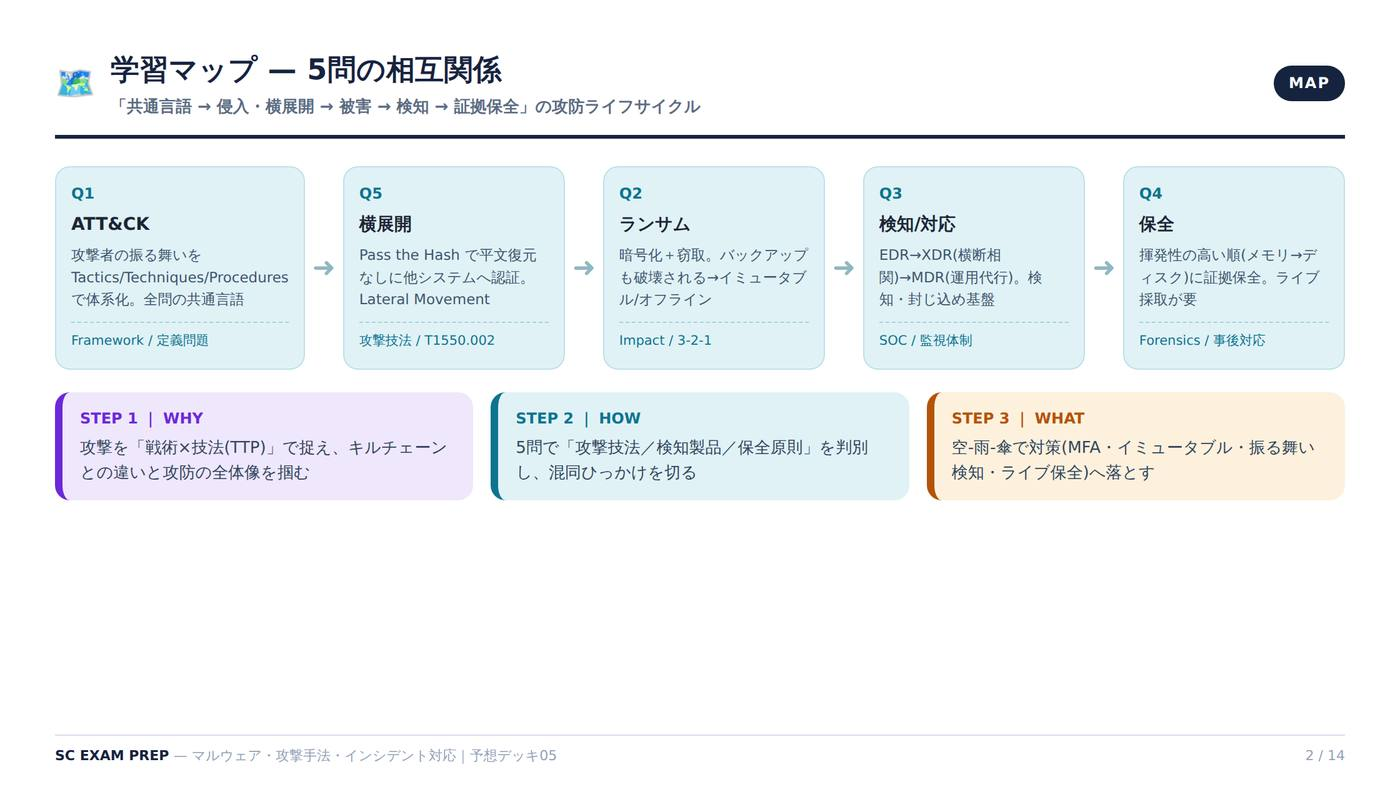 学習マップ — 5問の相互関係
「共通言語 → 侵入・横展開 → 被害 → 検知 → 証拠保全」の攻防ライフサイクル
MAP
Q1
ATT&CK
攻撃者の振る舞いを
Tactics/Techniques/Procedures
で体系化。全問の共通言語
Framework / 定義問題
➜
Q5
横展開
Pass the Hash で平文復元
なしに他システムへ認証。
Lateral Movement
攻撃技法 / T1550.002
➜
Q2
ランサム
暗号化＋窃取。バックアップ
も破壊される→イミュータブ
ル/オフライン
Impact / 3-2-1
➜
Q3
検知/対応
EDR→XDR(横断相
関)→MDR(運用代行)。検
知・封じ込め基盤
SOC / 監視体制
➜
Q4
保全
揮発性の高い順(メモリ→デ
ィスク)に証拠保全。ライブ
採取が要
Forensics / 事後対応
STEP 1｜WHY
攻撃を「戦術×技法(TTP)」で捉え、キルチェーン
との違いと攻防の全体像を掴む
STEP 2｜HOW
5問で「攻撃技法／検知製品／保全原則」を判別
し、混同ひっかけを切る
STEP 3｜WHAT
空-雨-傘で対策(MFA・イミュータブル・振る舞い
検知・ライブ保全)へ落とす
SC EXAM PREP — マルウェア・攻撃手法・インシデント対応｜予想デッキ05
2 / 14